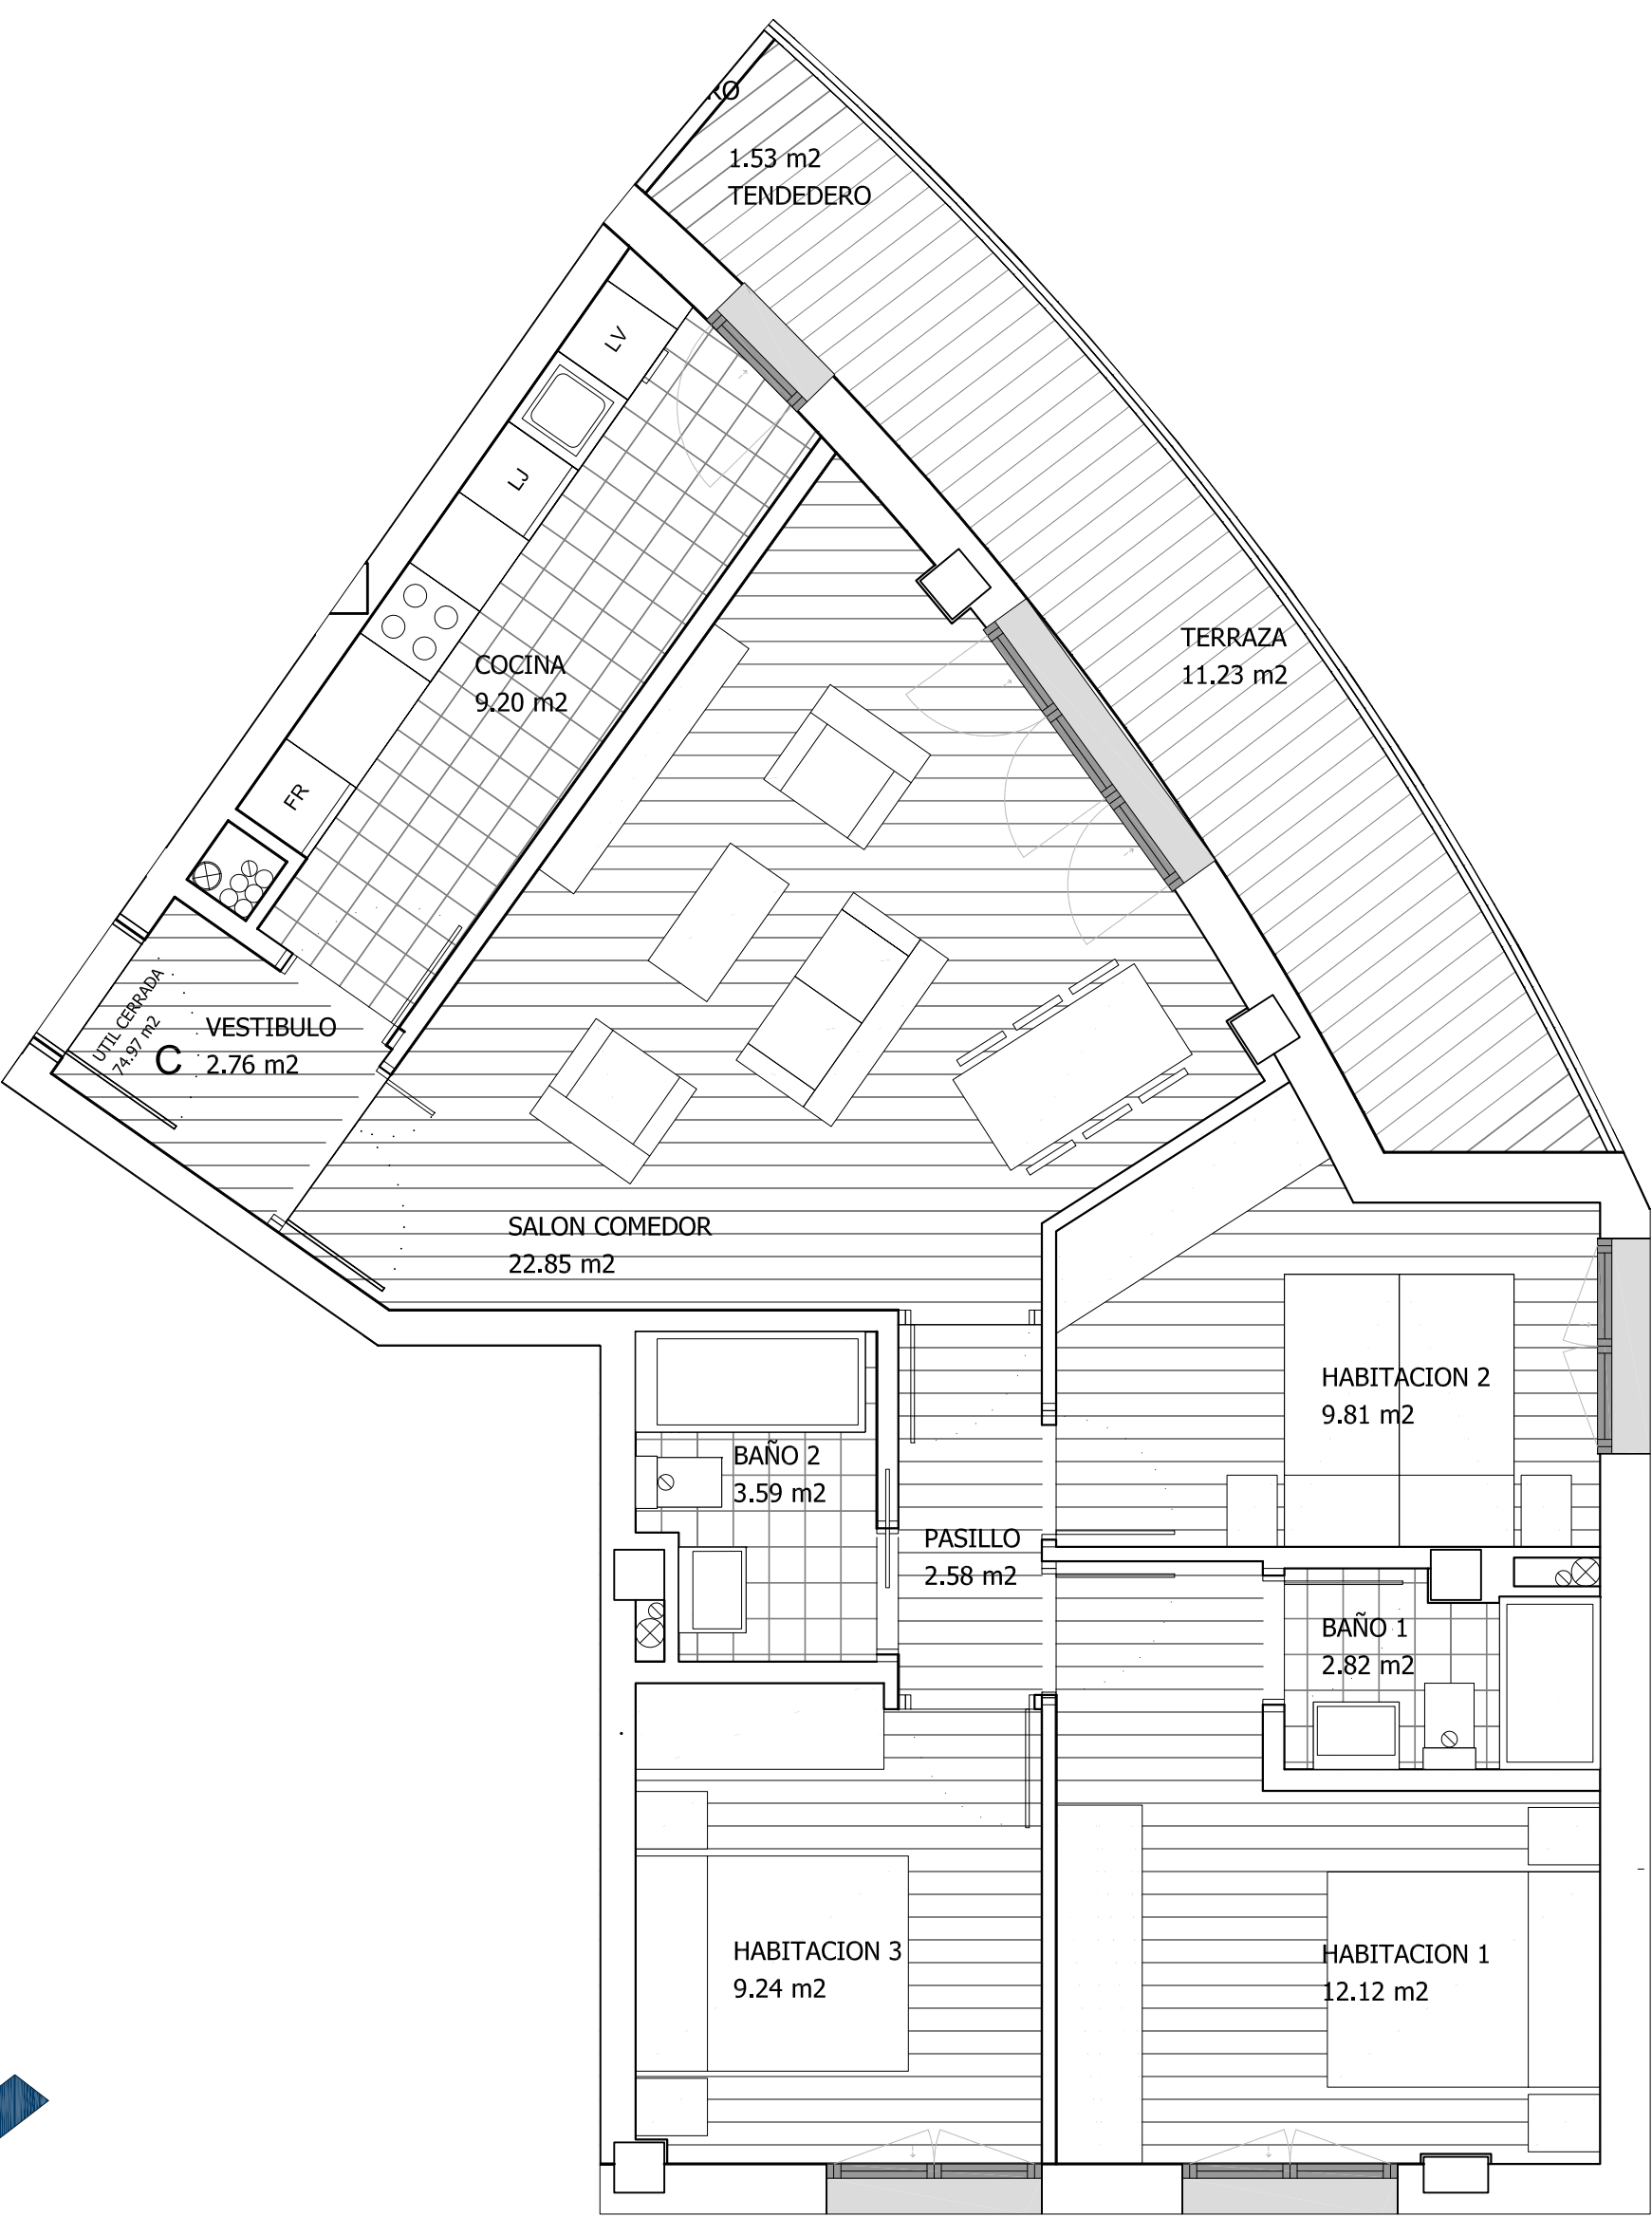 RO
1.53 m2
TENDEDERO
LV
LJ
COCINA
9.20 m2
TERRAZA
11.23 m2
FR
UTIL CERRADA
74.97 m2
C
VESTIBULO
2.76 m2
SALON COMEDOR
22.85 m2
HABITACION 2
9.81 m2
BAÑO 2
3.59 m2
PASILLO
2.58 m2
BAÑO 1
2.82 m2
HABITACION 3
9.24 m2
HABITACION 1
12.12 m2